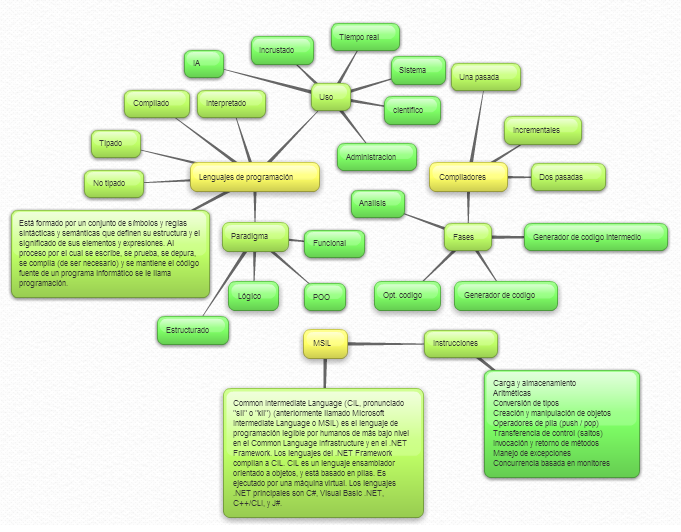 Tiempo real
Incrustado
IA
Sistema
Una pasada
Uso
Compilado
Interpretado
cientifico
Incrementales
Tipado
Administracion
Lenguajes de programación
Compiladores
Dos pasadas
No tipado
Analisis
Está formado por un conjunto de símbolos y reglas
sintácticas y semánticas que definen su estructura y el
significado de sus elementos y expresiones. Al
proceso por el cual se escribe, se prueba, se depura,
se compila (de ser necesario) y se mantiene el código
fuente de un programa informático se le llama
programación.
Paradigma
Funcional
Fases
Generador de codigo intermedio
Lógico
POO
Opt. codigo
Generador de codigo
Estructurado
MSIL
Instrucciones
Common Intermediate Language (CIL, pronunciado
"sil" o "kil") (anteriormente llamado Microsoft
Intermediate Language o MSIL) es el lenguaje de
programación legible por humanos de más bajo nivel
en el Common Language Infrastructure y en el .NET
Framework. Los lenguajes del .NET Framework
compilan a CIL. CIL es un lenguaje ensamblador
orientado a objetos, y está basado en pilas. Es
ejecutado por una máquina virtual. Los lenguajes
.NET principales son C#, Visual Basic .NET,
C++/CLI, y J#.
Carga y almacenamiento
Aritméticas
Conversión de tipos
Creación y manipulación de objetos
Operadores de pila (push / pop)
Transferencia de control (saltos)
Invocación y retorno de métodos
Manejo de excepciones
Concurrencia basada en monitores